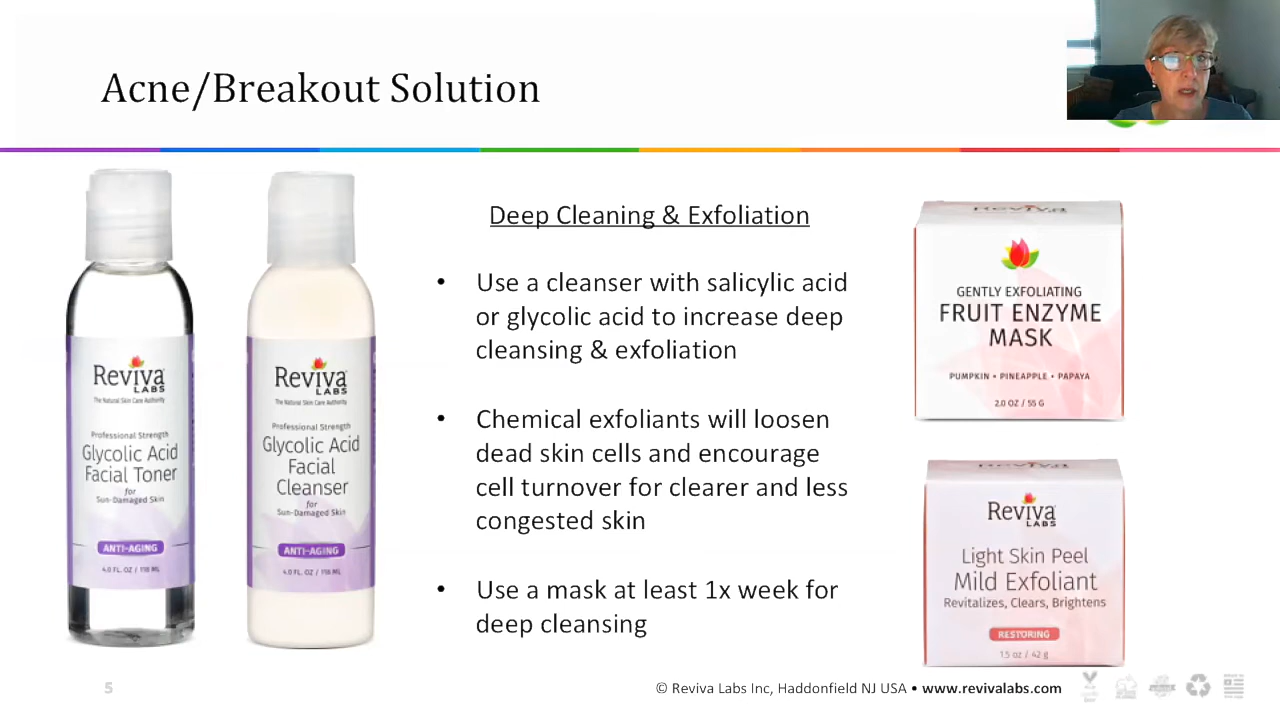 Acne/Breakout Solution
Deep Cleaning & Exfoliation
• Use a cleanser with salicylic acid
or glycolic acid to increase deep
cleansing & exfoliation
• Chemical exfoliants will loosen
dead skin cells and encourage
cell turnover for clearer and less
congested skin
• Use a mask at least 1x week for
deep cleansing
Reviva
LABS
The Natural Skin Care Authority
Professional Strength
Glycolic Acid
Facial Toner
for
Sun-Damaged Skin
ANTI-AGING
4.0 FL. OZ / 118 ML
Reviva
LABS
The Natural Skin Care Authority
Professional Strength
Glycolic Acid
Facial
Cleanser
for
Sun-Damaged Skin
ANTI-AGING
4.0 FL. OZ / 118 ML
Reviva
GENTLY EXFOLIATING
FRUIT ENZYME
MASK
PUMPKIN • PINEAPPLE • PAPAYA
2.0 OZ / 55 G
Reviva
LABS
Light Skin Peel
Mild Exfoliant
Revitalizes, Clears, Brightens
RESTORING
1.5 oz / 42 g
5
© Reviva Labs Inc, Haddonfield NJ USA • www.revivalabs.com